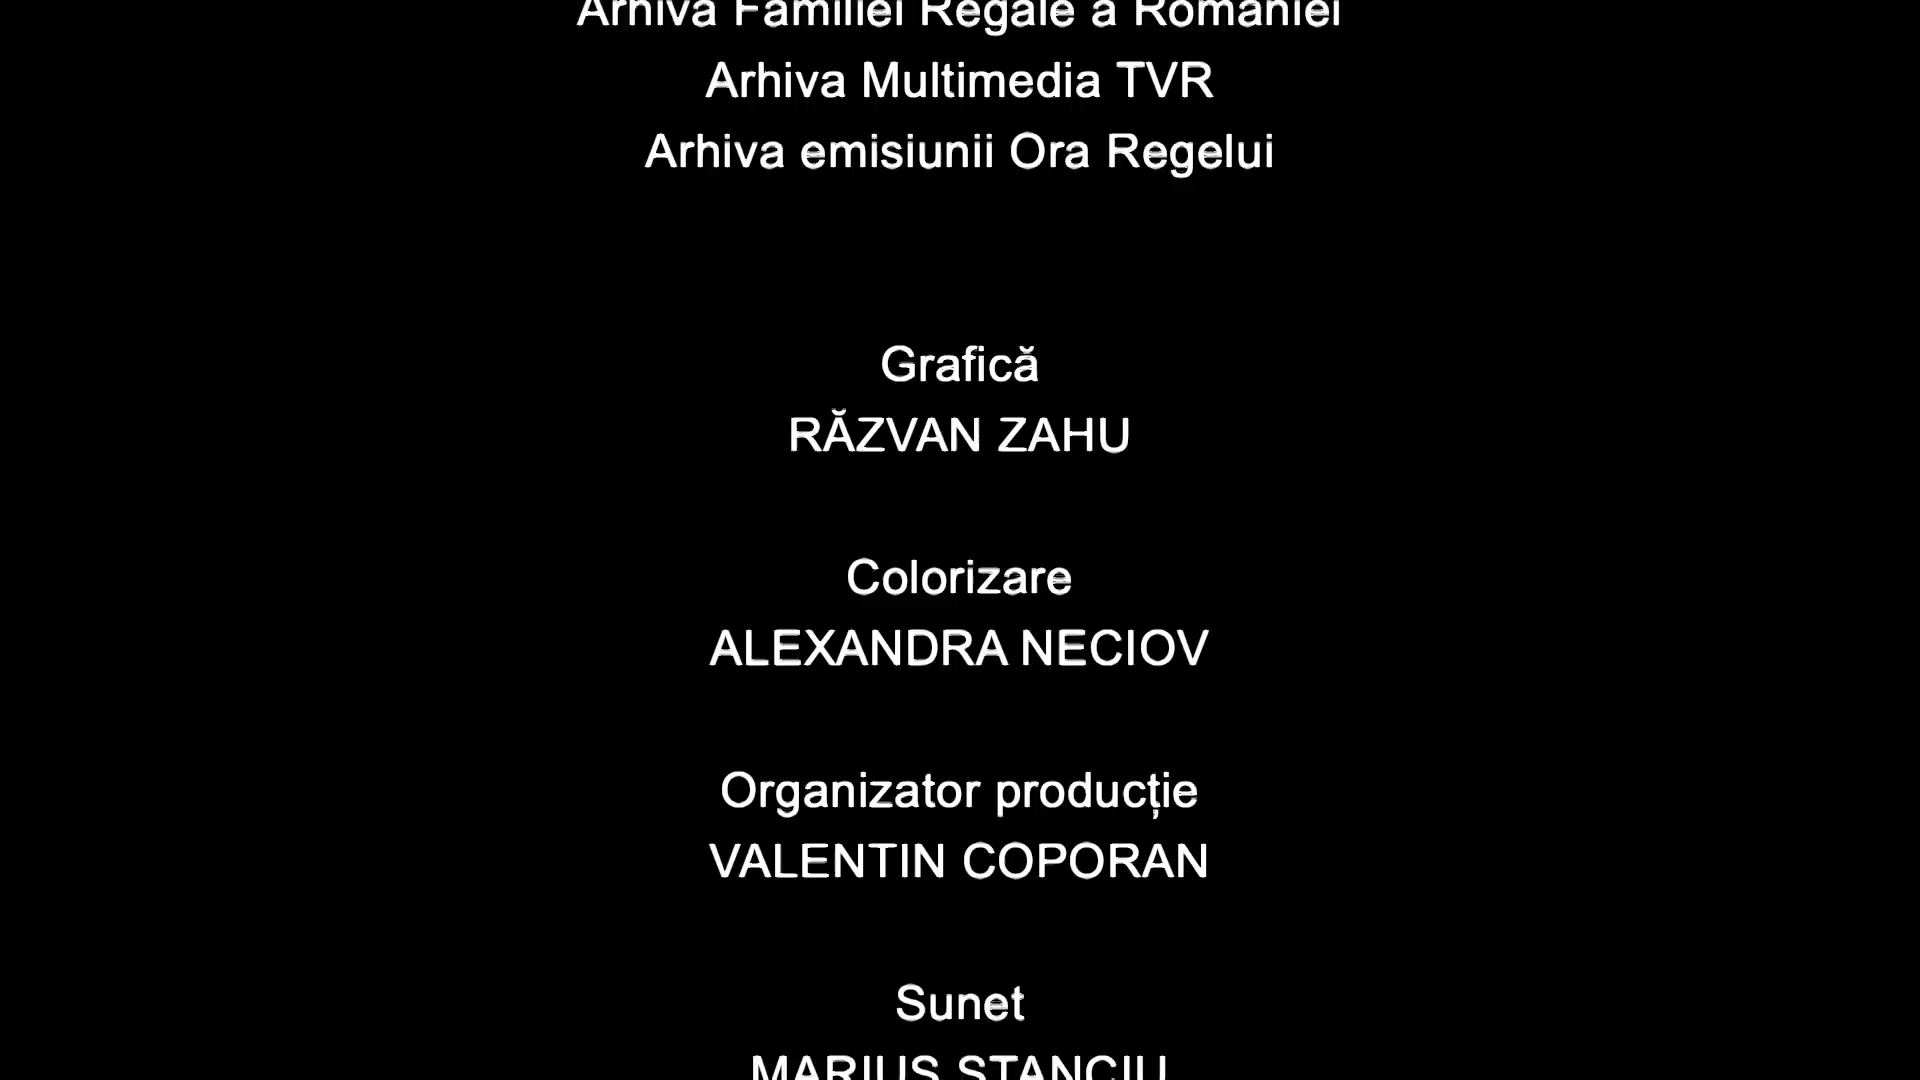 Arhiva Familiei Regale a României
Arhiva Multimedia TVR
Arhiva emisiunii Ora Regelui
Grafică
RĂZVAN ZAHU
Colorizare
ALEXANDRA NECIOV
Organizator producție
VALENTIN COPORAN
Sunet
MARIUS STANCIU